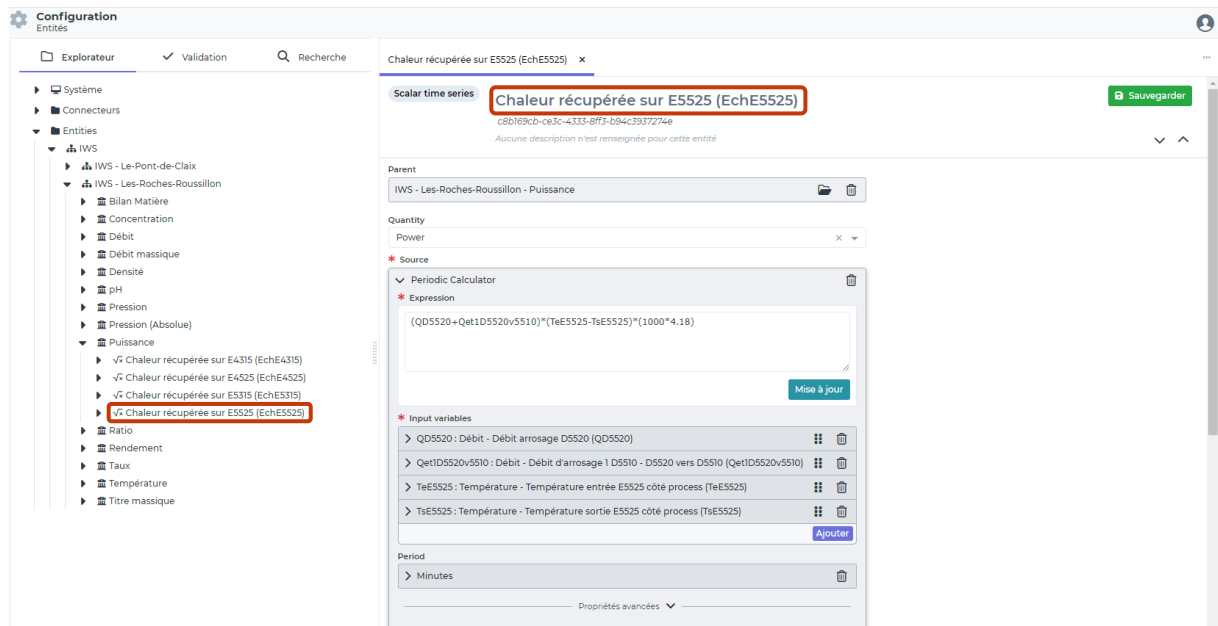 Configuration
Entités
Explorateur
Validation
Recherche
Système
Connecteurs
Entities
IWS
IWS - Le-Pont-de-Claix
IWS - Les-Roches-Roussillon
Bilan Matière
Concentration
Débit
Débit massique
Densité
pH
Pression
Pression (Absolue)
Puissance
Chaleur récupérée sur E4315 (EchE4315)
Chaleur récupérée sur E4525 (EchE4525)
Chaleur récupérée sur E5315 (EchE5315)
Chaleur récupérée sur E5525 (EchE5525)
Ratio
Rendement
Taux
Température
Titre massique
Chaleur récupérée sur E5525 (EchE5525) x
Scalar time series
Chaleur récupérée sur E5525 (EchE5525)
Sauvegarder
c8b169cb-ce3c-4333-8ff3-b94c3937274e
Aucune description n'est renseignée pour cette entité
Parent
IWS - Les-Roches-Roussillon - Puissance
Quantity
Power
* Source
Periodic Calculator
* Expression
(QD5520+Qet1D5520v5510)*(TeE5525-TsE5525)*(1000*4.18)
Mise à jour
* Input variables
QD5520 : Débit - Débit arrosage D5520 (QD5520)
Qet1D5520v5510 : Débit - Débit d'arrosage 1 D5510 - D5520 vers D5510 (Qet1D5520v5510)
TeE5525 : Température - Température entrée E5525 côté process (TeE5525)
TsE5525 : Température - Température sortie E5525 côté process (TsE5525)
Ajouter
Period
Minutes
Propriétés avancées